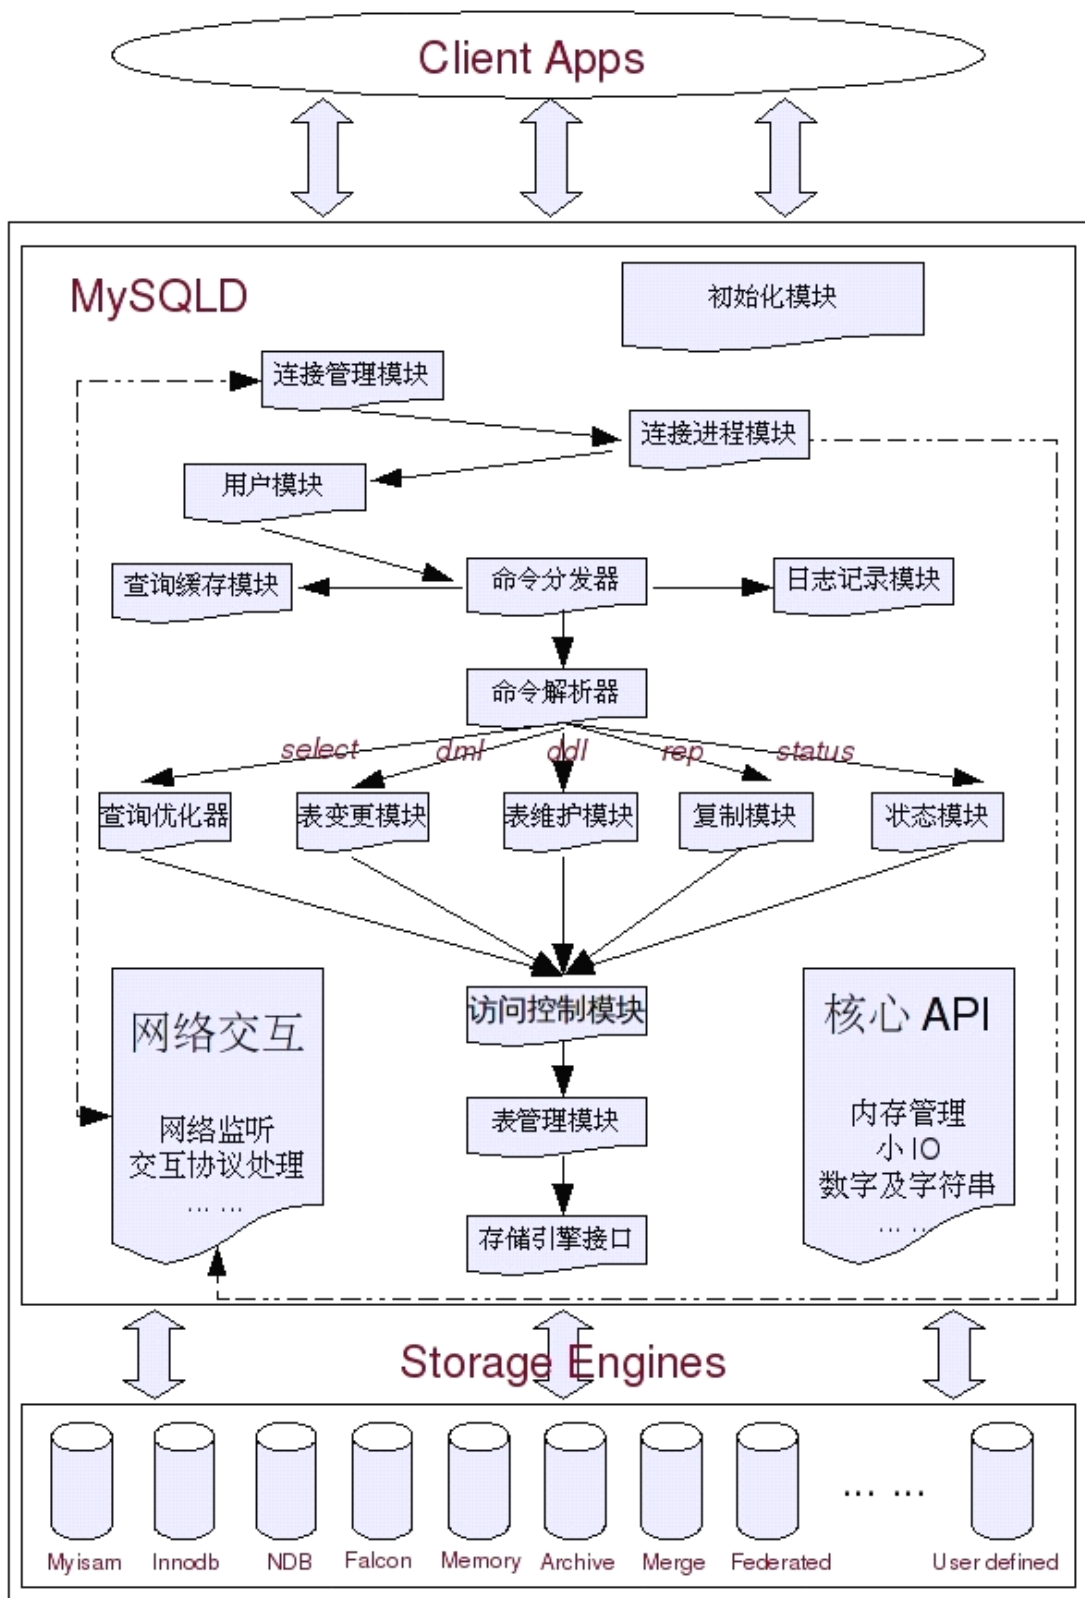 Client Apps
MySQLD
初始化模块
连接管理模块
连接进程模块
用户模块
查询缓存模块
命令分发器
日志记录模块
命令解析器
select
dml
ddl
rep
status
查询优化器
表变更模块
表维护模块
复制模块
状态模块
网络交互
网络监听
交互协议处理
... ...
访问控制模块
表管理模块
存储引擎接口
核心 API
内存管理
小 IO
数字及字符串
... ...
Storage Engines
Myisam
Innodb
NDB
Falcon
Memory
Archive
Merge
Federated
... ...
User defined